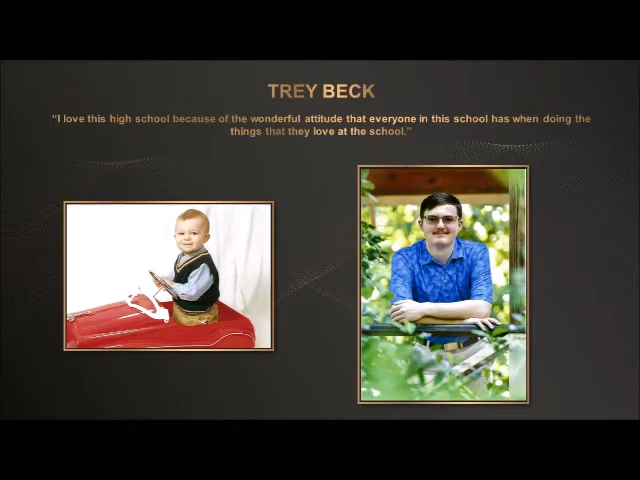 TREY BECK
“I love this high school because of the wonderful attitude that everyone in this school has when doing the
things that they love at the school.”